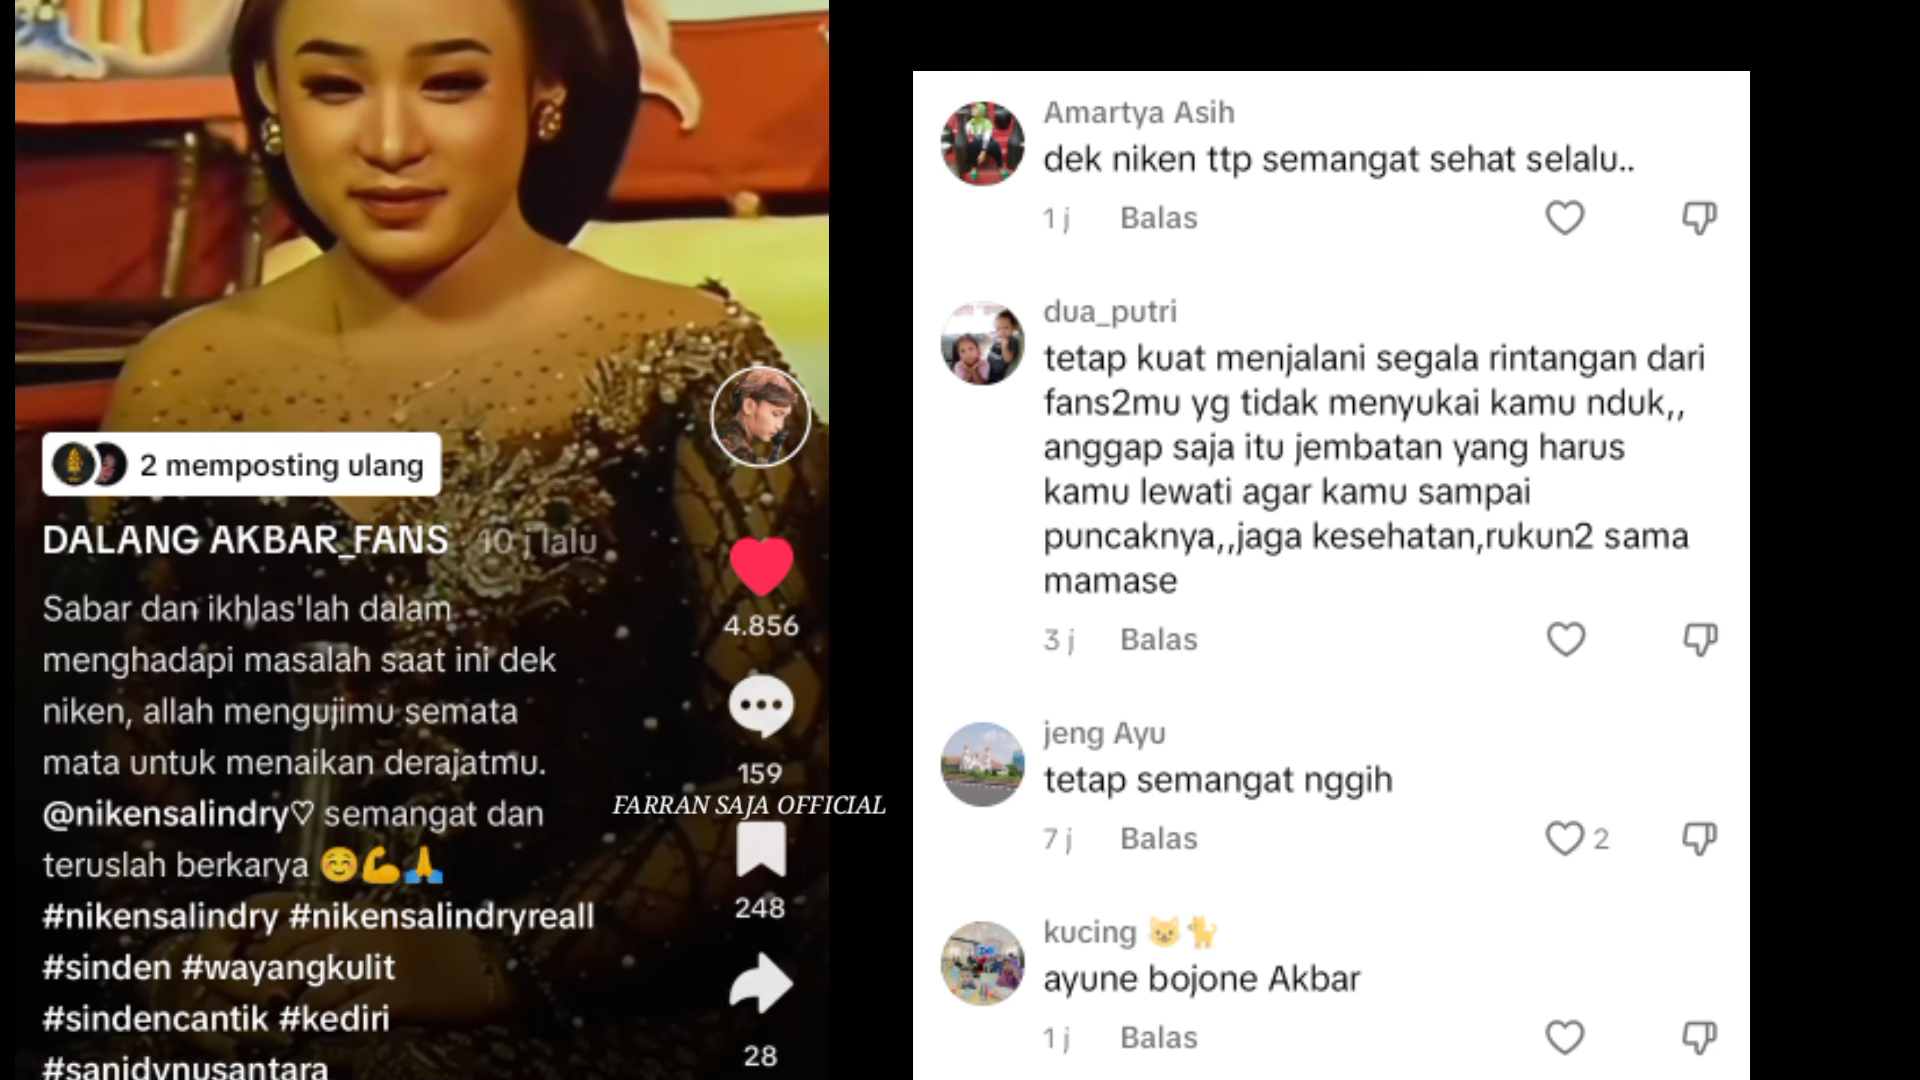 2 memposting ulang
DALANG AKBAR_FANS · 10 j lalu
Sabar dan ikhlas'lah dalam
menghadapi masalah saat ini dek
niken, allah mengujimu semata
mata untuk menaikan derajatmu.
@nikensalindry♡ semangat dan
teruslah berkarya ☺️💪🙏
#nikensalindry #nikensalindryreall
#sinden #wayangkulit
#sindencantik #kediri
#sanjdynusantara
4.856
159
FARRAN SAJA OFFICIAL
248
28
Amartya Asih
dek niken ttp semangat sehat selalu..
1 j Balas
dua_putri
tetap kuat menjalani segala rintangan dari
fans2mu yg tidak menyukai kamu nduk,,
anggap saja itu jembatan yang harus
kamu lewati agar kamu sampai
puncaknya,,jaga kesehatan,rukun2 sama
mamase
3 j Balas
jeng Ayu
tetap semangat nggih
7 j Balas 2
kucing 😺🐈
ayune bojone Akbar
1 j Balas